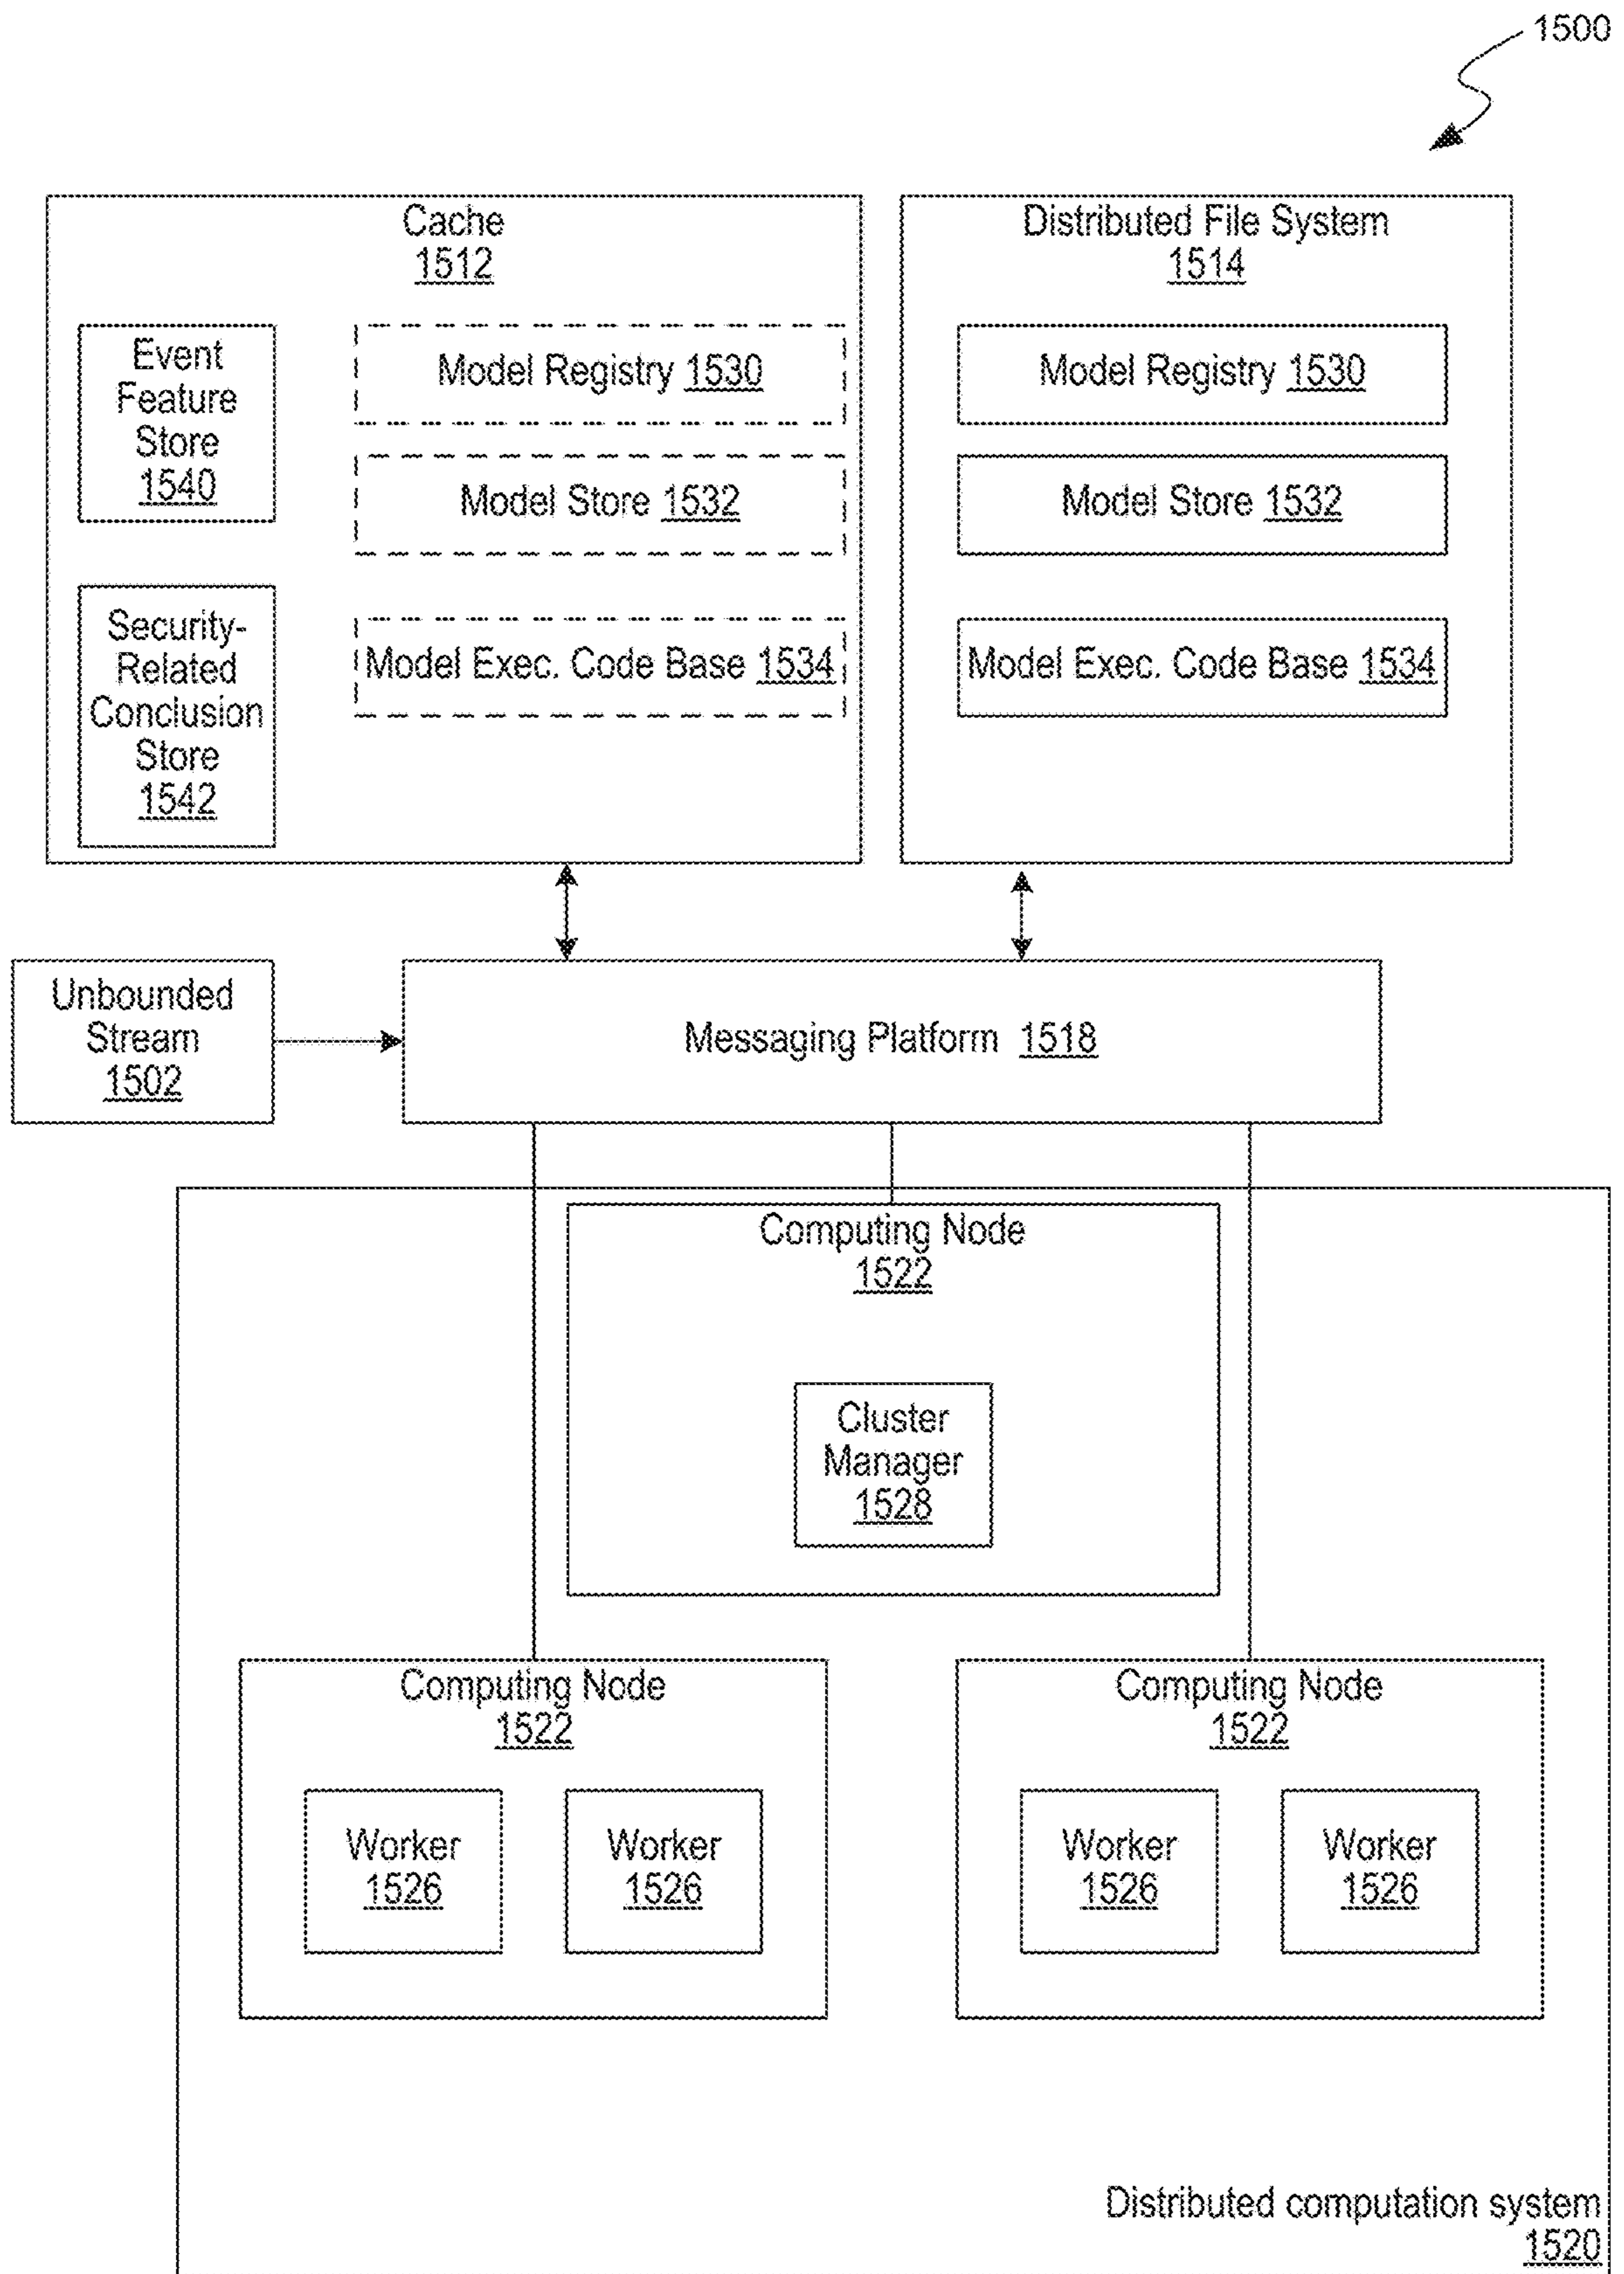 1500
Cache
1512
Event
Feature
Store
1540
Model Registry 1530
Model Store 1532
Security-
Related
Conclusion
Store
1542
Model Exec. Code Base 1534
Distributed File System
1514
Model Registry 1530
Model Store 1532
Model Exec. Code Base 1534
Unbounded
Stream
1502
Messaging Platform 1518
Computing Node
1522
Cluster
Manager
1528
Computing Node
1522
Worker
1526
Worker
1526
Computing Node
1522
Worker
1526
Worker
1526
Distributed computation system
1520